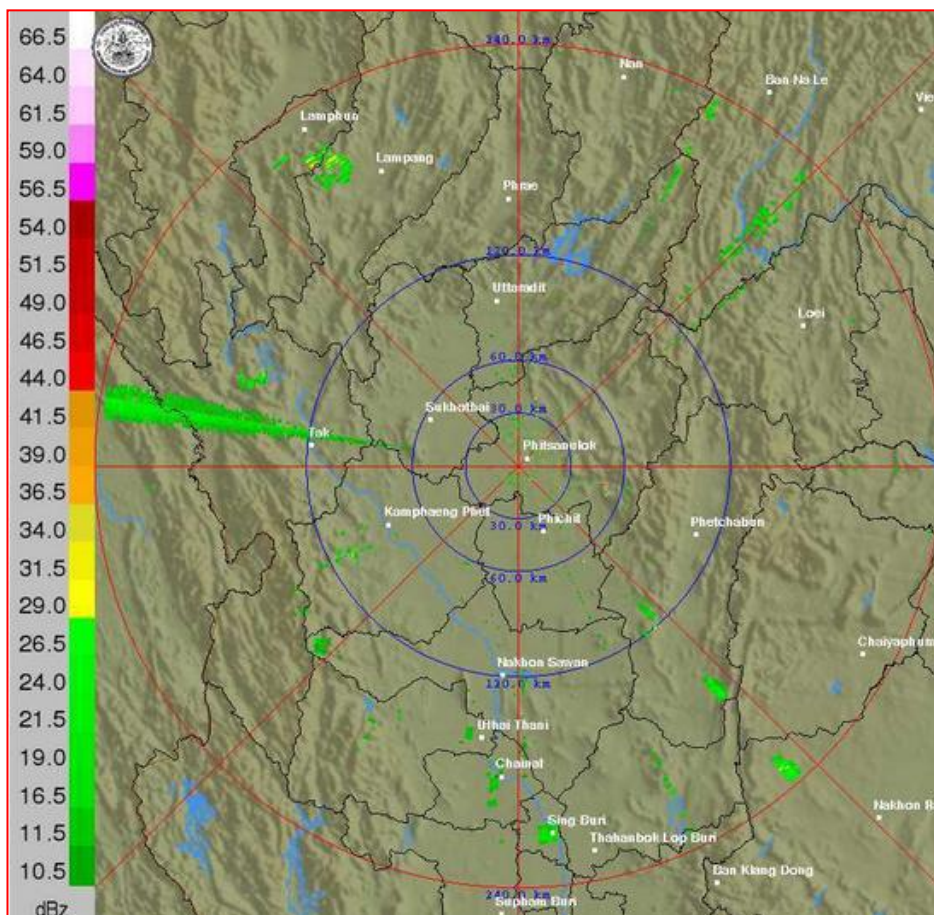 66.5
64.0
61.5
59.0
56.5
54.0
51.5
49.0
46.5
44.0
41.5
39.0
36.5
34.0
31.5
29.0
26.5
24.0
21.5
19.0
16.5
11.5
10.5
dBz
240.0 km
Nan
Ban Na Le
Vie
Lamphun
Lampang
Phrae
120.0 km
Uttaradit
Loei
60.0 km
Sukhothai
30.0 km
Tak
Phitsanulok
Kamphaeng Phet
Phichit
30.0 km
Phetchabun
60.0 km
Chaiyaphum
Nakhon Sawan
120.0 km
Uthai Thani
Chainat
Sing Buri
Nakhon R
Thahanbok Lop Buri
Ban Klang Dong
240.0 km
Suphan Buri